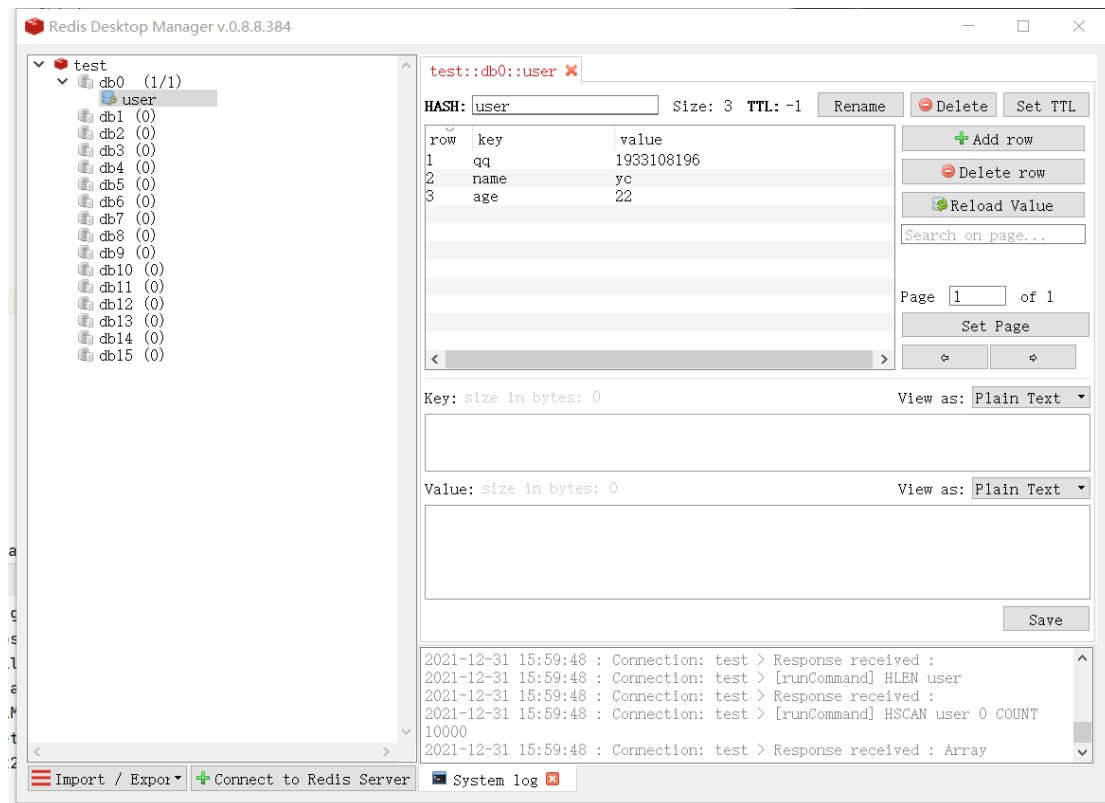 Redis Desktop Manager v.0.8.8.384
test
db0 (1/1)
user
db1 (0)
db2 (0)
db3 (0)
db4 (0)
db5 (0)
db6 (0)
db7 (0)
db8 (0)
db9 (0)
db10 (0)
db11 (0)
db12 (0)
db13 (0)
db14 (0)
db15 (0)
Import / Expor
Connect to Redis Server
test::db0::user
HASH: user Size: 3 TTL: -1 Rename Delete Set TTL
row key value
1 qq 1933108196
2 name yc
3 age 22
Add row
Delete row
Reload Value
Search on page...
Page 1 of 1
Set Page
Key: size in bytes: 0 View as: Plain Text
Value: size in bytes: 0 View as: Plain Text
Save
2021-12-31 15:59:48 : Connection: test > Response received :
2021-12-31 15:59:48 : Connection: test > [runCommand] HLEN user
2021-12-31 15:59:48 : Connection: test > Response received :
2021-12-31 15:59:48 : Connection: test > [runCommand] HSCAN user 0 COUNT
10000
2021-12-31 15:59:48 : Connection: test > Response received : Array
System log